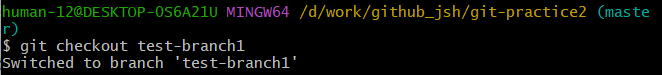 human-12@DESKTOP-OS6A21U MINGW64 /d/work/github_jsh/git-practice2 (maste
r)
$ git checkout test-branch1
Switched to branch 'test-branch1'